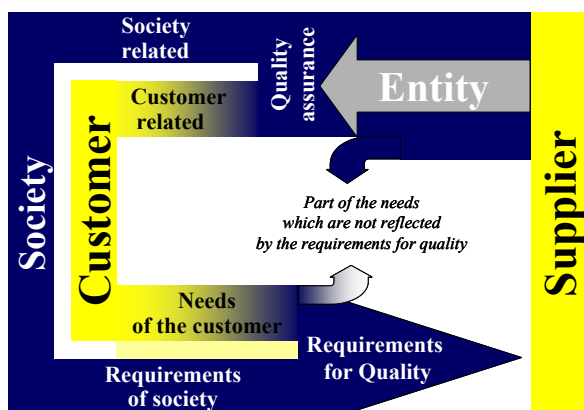 Society
related
Customer
related
Quality
assurance
Entity
Society
Customer
Supplier
Part of the needs
which are not reflected
by the requirements for quality
Needs
of the customer
Requirements
for Quality
Requirements
of society